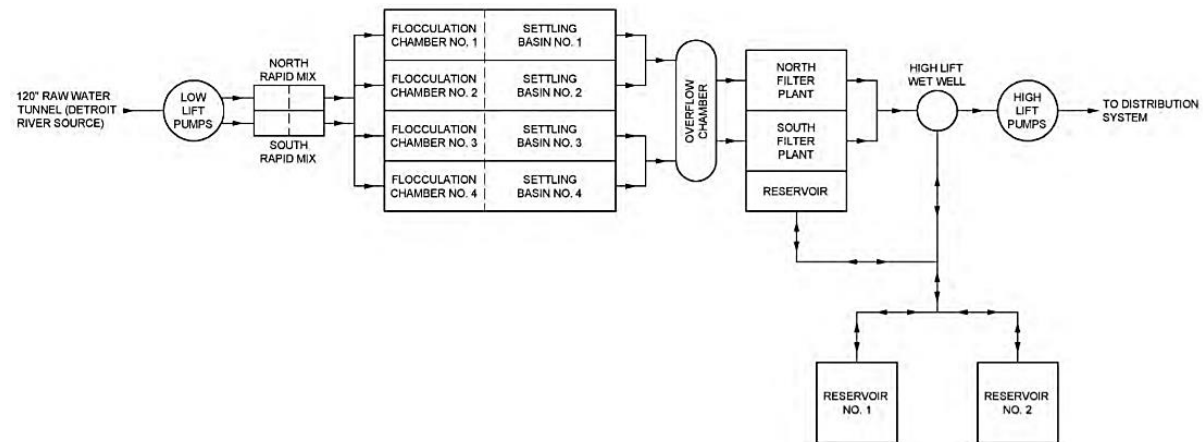 120" RAW WATER
TUNNEL (DETROIT
RIVER SOURCE)
LOW
LIFT
PUMPS
NORTH
RAPID MIX
SOUTH
RAPID MIX
FLOCCULATION
CHAMBER NO. 1
SETTLING
BASIN NO. 1
FLOCCULATION
CHAMBER NO. 2
SETTLING
BASIN NO. 2
FLOCCULATION
CHAMBER NO. 3
SETTLING
BASIN NO. 3
FLOCCULATION
CHAMBER NO. 4
SETTLING
BASIN NO. 4
OVERFLOW
CHAMBER
NORTH
FILTER
PLANT
SOUTH
FILTER
PLANT
RESERVOIR
HIGH LIFT
WET WELL
HIGH
LIFT
PUMPS
TO DISTRIBUTION
SYSTEM
RESERVOIR
NO. 1
RESERVOIR
NO. 2